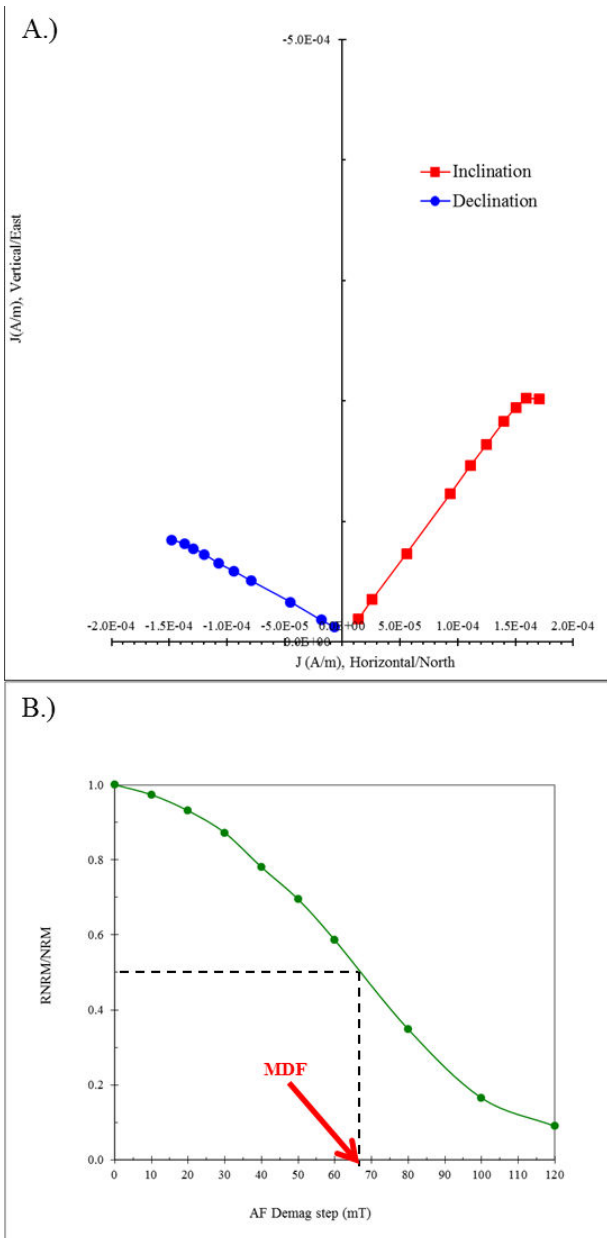 A.)
-5.0E-04
Inclination
Declination
J(A/m), Vertical/East
-2.0E-04 -1.5E-04 -1.0E-04 -5.0E-05 0.0E+00 5.0E-05 1.0E-04 1.5E-04 2.0E-04
0.0E+00
J (A/m), Horizontal/North
B.)
1.0
0.8
0.6
0.4
0.2
0.0
RNRM/NRM
MDF
0 10 20 30 40 50 60 70 80 90 100 110 120
AF Demag step (mT)